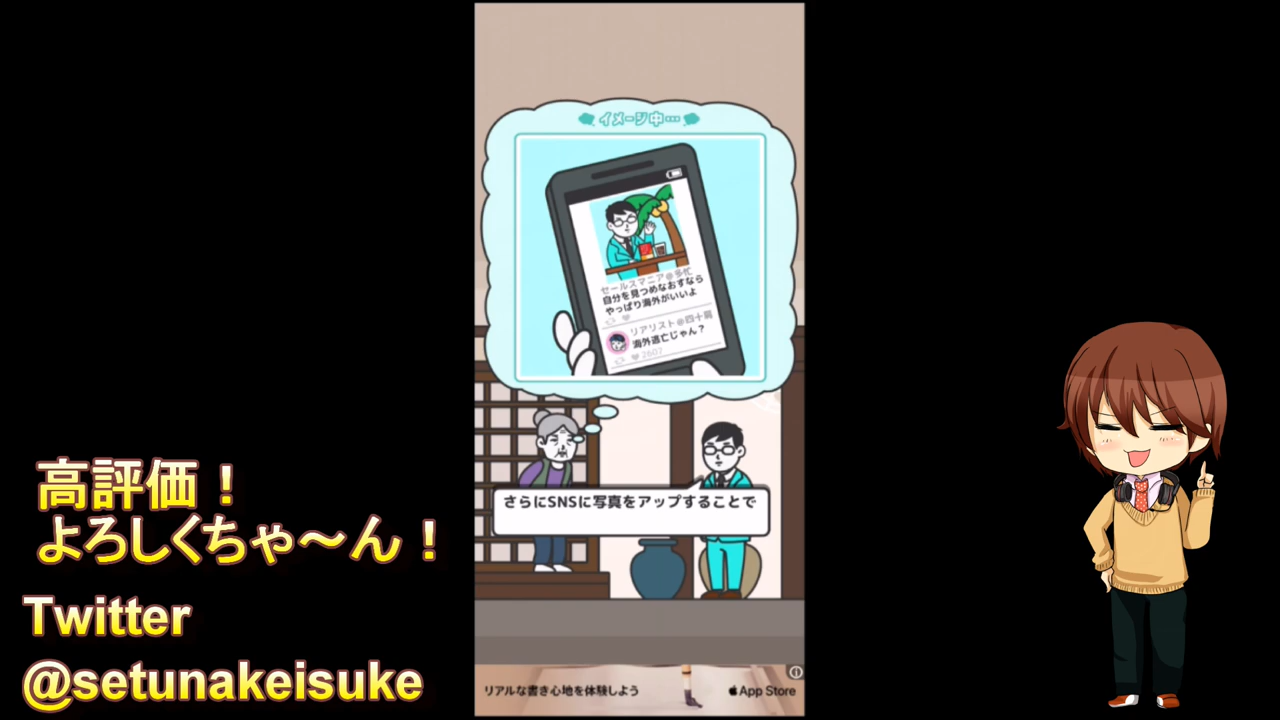 イメージ中…
セールスマニア@多忙
自分を見つめなおすなら
やっぱり海外がいいよ
リアリスト@四十肩
海外逃亡じゃん？
2602
さらにSNSに写真をアップすることで
高評価！
よろしくちゃ～ん！
Twitter
@setunakeisuke
リアルな書き心地を体験しよう
App Store